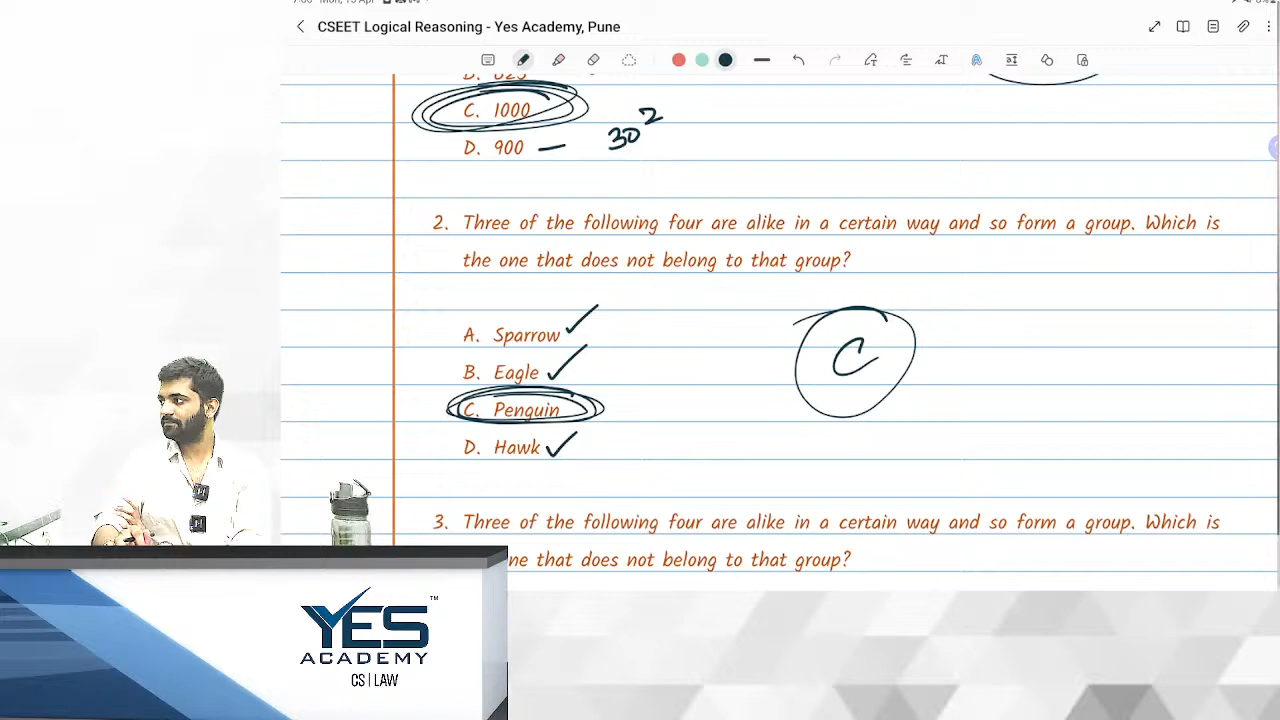 CSEET Logical Reasoning - Yes Academy, Pune
C. 1000
D. 900 — 30²
2. Three of the following four are alike in a certain way and so form a group. Which is
the one that does not belong to that group?
A. Sparrow
B. Eagle
C. Penguin
D. Hawk
C
3. Three of the following four are alike in a certain way and so form a group. Which is
one that does not belong to that group?
YES
ACADEMY
CS | LAW
TM